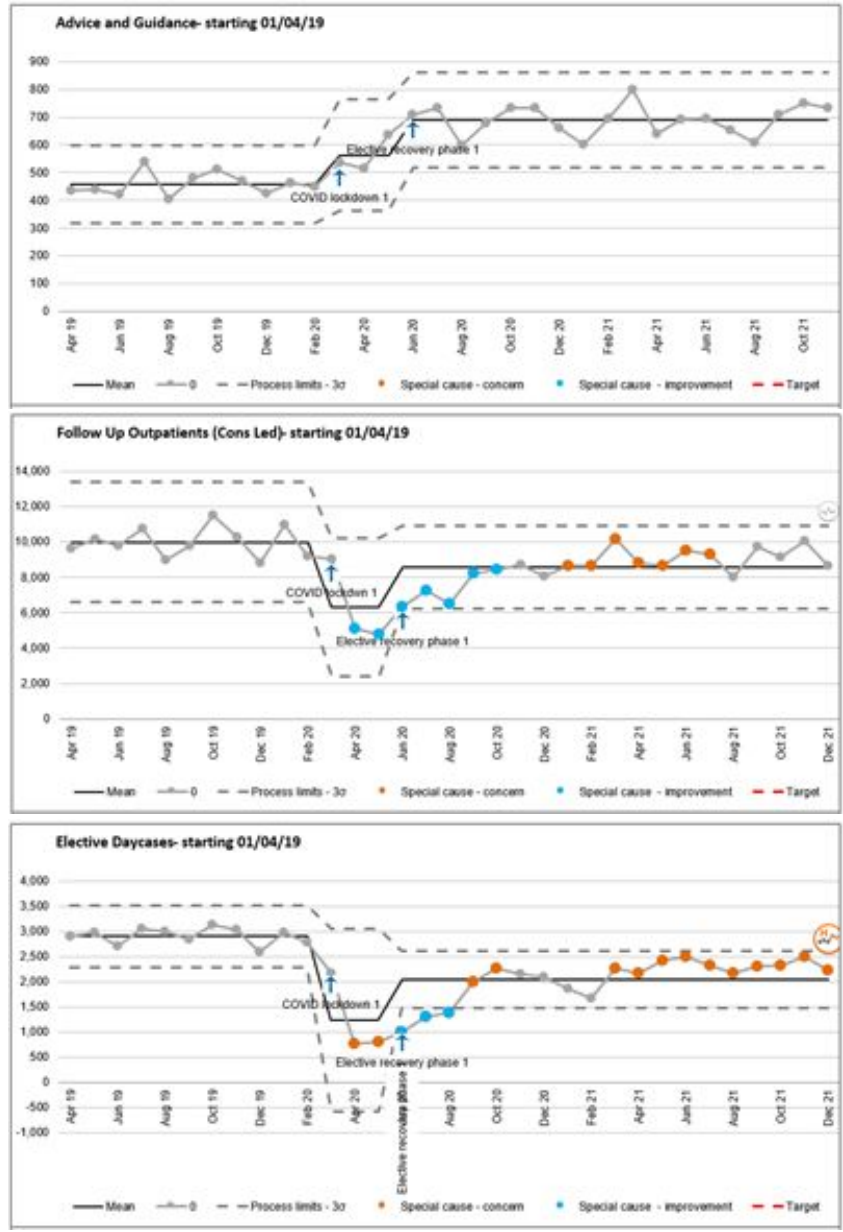 Advice and Guidance- starting 01/04/19
900
800
700
600
500
400
300
200
100
0
Elective recovery phase 1
COVID lockdown 1
Apr 19 Jun 19 Aug 19 Oct 19 Dec 19 Feb 20 Apr 20 Jun 20 Aug 20 Oct 20 Dec 20 Feb 21 Apr 21 Jun 21 Aug 21 Oct 21
Mean 0 Process limits - 3σ Special cause - concern Special cause - improvement Target
Follow Up Outpatients (Cons Led)- starting 01/04/19
14,000
12,000
10,000
8,000
6,000
4,000
2,000
0
COVID lockdwn 1
Elective recovery phase 1
Apr 19 Jun 19 Aug 19 Oct 19 Dec 19 Feb 20 Apr 20 Jun 20 Aug 20 Oct 20 Dec 20 Feb 21 Apr 21 Jun 21 Aug 21 Oct 21 Dec 21
Mean 0 Process limits - 3σ Special cause - concern Special cause - improvement Target
Elective Daycases- starting 01/04/19
4,000
3,500
3,000
2,500
2,000
1,500
1,000
500
0
-500
-1,000
H
COVID lockdown 1
Elective recovery phase 1
Elective recovery phase
Apr 19 Jun 19 Aug 19 Oct 19 Dec 19 Feb 20 Apr 20 Aug 20 Oct 20 Dec 20 Feb 21 Apr 21 Jun 21 Aug 21 Oct 21 Dec 21
Mean 0 Process limits - 3σ Special cause - concern Special cause - improvement Target